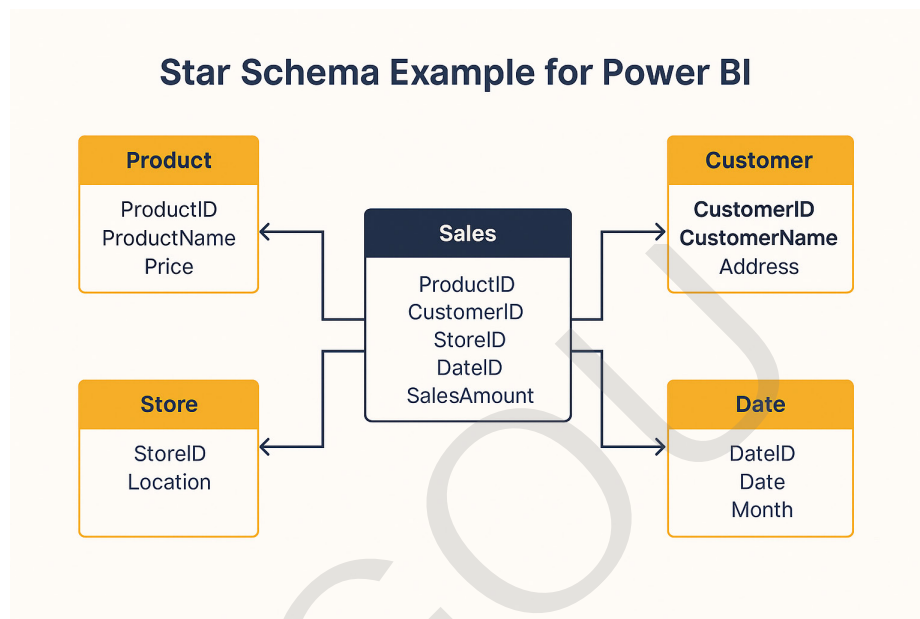 Star Schema Example for Power BI
Product
ProductID
ProductName
Price
Customer
CustomerID
CustomerName
Address
Sales
ProductID
CustomerID
StoreID
DateID
SalesAmount
Store
StoreID
Location
Date
DateID
Date
Month